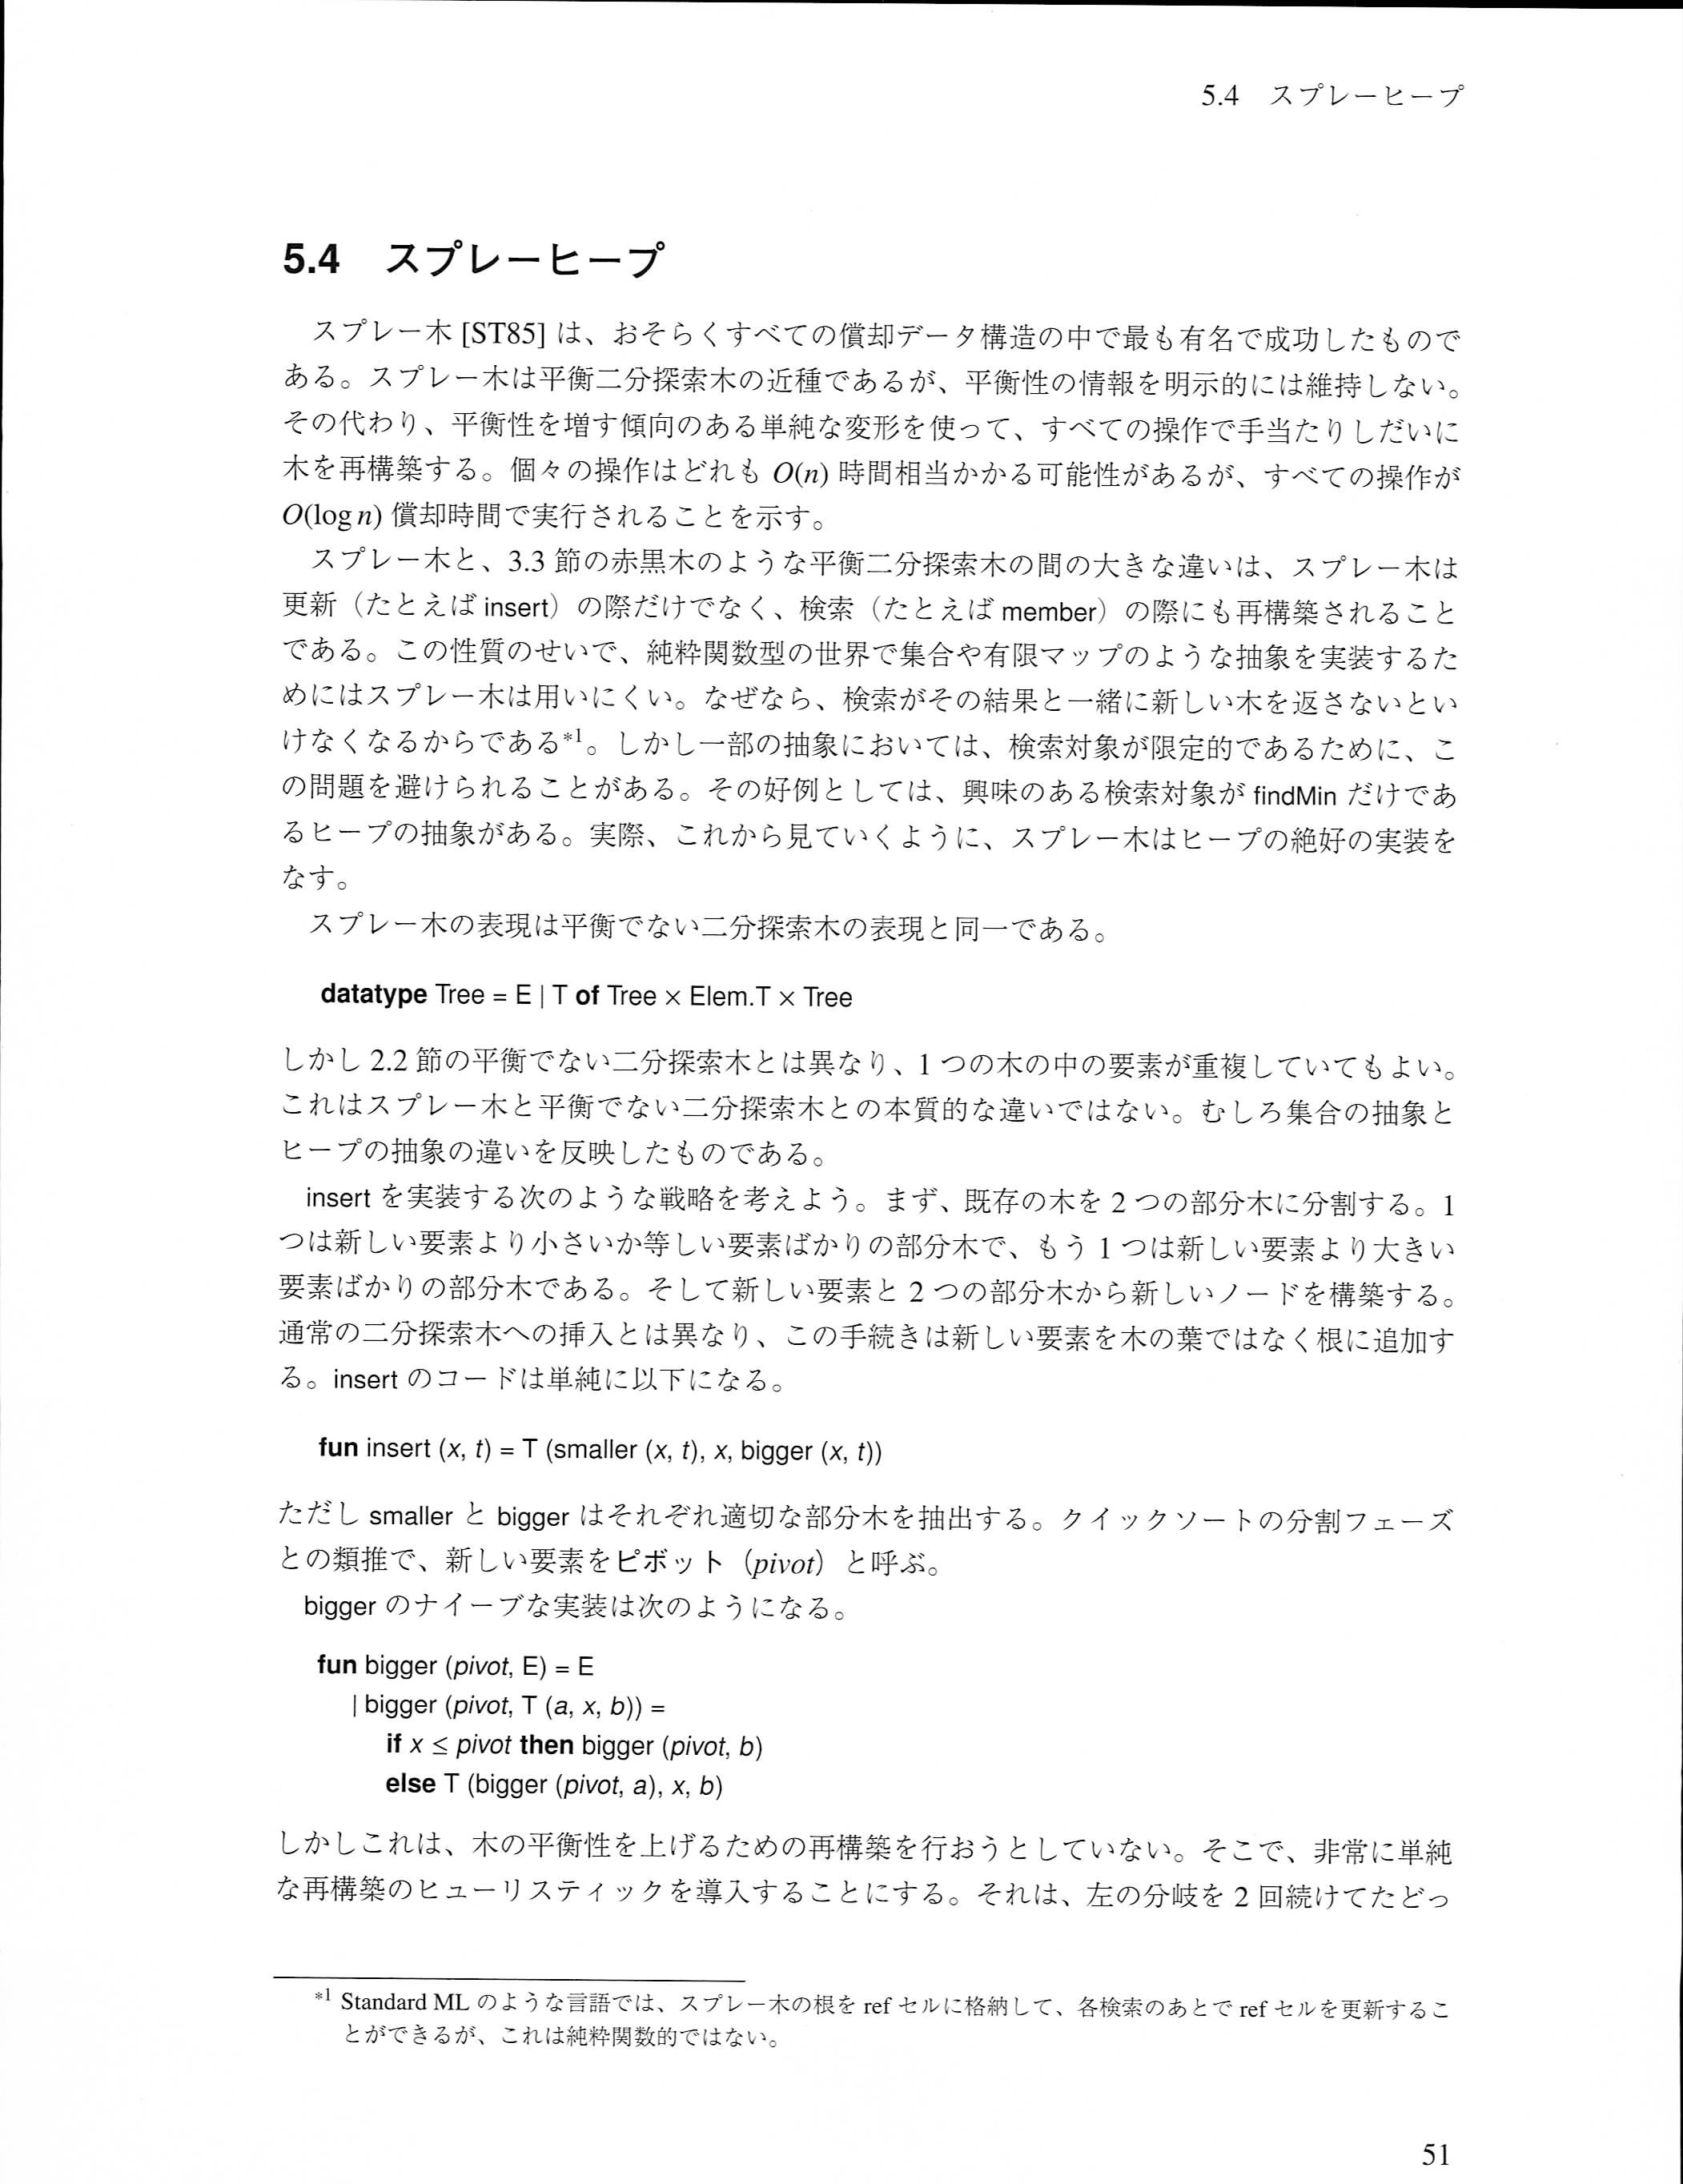 5.4　スプレーヒープ
5.4　スプレーヒープ
スプレー木 [ST85] は、おそらくすべての償却データ構造の中で最も有名で成功したもので
ある。スプレー木は平衡二分探索木の近種であるが、平衡性の情報を明示的には維持しない。
その代わり、平衡性を増す傾向のある単純な変形を使って、すべての操作で手当たりしだいに
木を再構築する。個々の操作はどれも O(n) 時間相当かかる可能性があるが、すべての操作が
O(log n) 償却時間で実行されることを示す。
スプレー木と、3.3 節の赤黒木のような平衡二分探索木の間の大きな違いは、スプレー木は
更新（たとえば insert）の際だけでなく、検索（たとえば member）の際にも再構築されること
である。この性質のせいで、純粋関数型の世界で集合や有限マップのような抽象を実装するた
めにはスプレー木は用いにくい。なぜなら、検索がその結果と一緒に新しい木を返さないとい
けなくなるからである*1。しかし一部の抽象においては、検索対象が限定的であるために、こ
の問題を避けられることがある。その好例としては、興味のある検索対象が findMin だけであ
るヒープの抽象がある。実際、これから見ていくように、スプレー木はヒープの絶好の実装を
なす。
スプレー木の表現は平衡でない二分探索木の表現と同一である。
datatype Tree = E | T of Tree × Elem.T × Tree
しかし 2.2 節の平衡でない二分探索木とは異なり、1 つの木の中の要素が重複していてもよい。
これはスプレー木と平衡でない二分探索木との本質的な違いではない。むしろ集合の抽象と
ヒープの抽象の違いを反映したものである。
insert を実装する次のような戦略を考えよう。まず、既存の木を 2 つの部分木に分割する。1
つは新しい要素より小さいか等しい要素ばかりの部分木で、もう 1 つは新しい要素より大きい
要素ばかりの部分木である。そして新しい要素と 2 つの部分木から新しいノードを構築する。
通常の二分探索木への挿入とは異なり、この手続きは新しい要素を木の葉ではなく根に追加す
る。insert のコードは単純に以下になる。
fun insert (x, t) = T (smaller (x, t), x, bigger (x, t))
ただし smaller と bigger はそれぞれ適切な部分木を抽出する。クイックソートの分割フェーズ
との類推で、新しい要素をピボット（pivot）と呼ぶ。
bigger のナイーブな実装は次のようになる。
fun bigger (pivot, E) = E
| bigger (pivot, T (a, x, b)) =
if x ≤ pivot then bigger (pivot, b)
else T (bigger (pivot, a), x, b)
しかしこれは、木の平衡性を上げるための再構築を行おうとしていない。そこで、非常に単純
な再構築のヒューリスティックを導入することにする。それは、左の分岐を 2 回続けてたどっ
*1 Standard ML のような言語では、スプレー木の根を ref セルに格納して、各検索のあとで ref セルを更新するこ
とができるが、これは純粋関数的ではない。
51